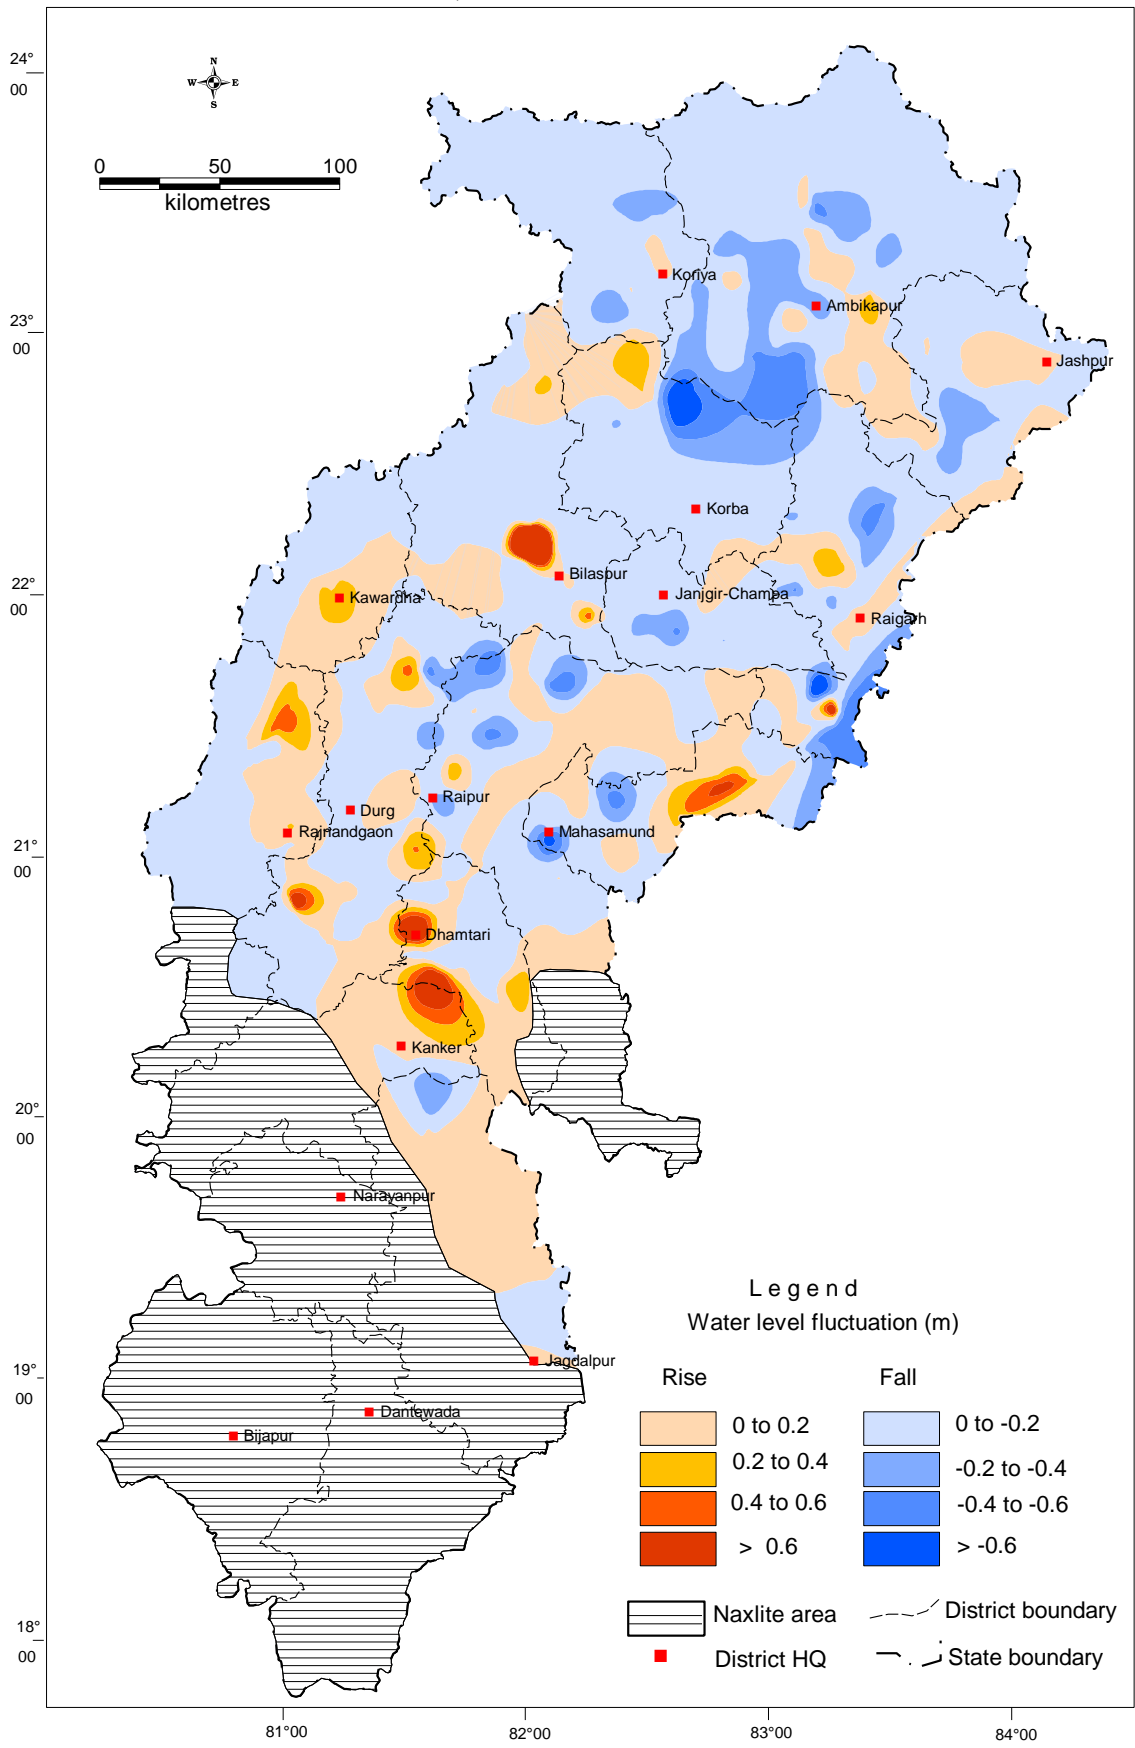 24°
00
N
W E
S
0 50 100
kilometres
Koriya
Ambikapur
23°
00
Jashpur
Korba
Bilaspur
22°
00
Kawardha
Janjgir-Champa
Raigarh
Raipur
Durg
Rajnandgaon
Mahasamund
21°
00
Dhamtari
Kanker
20°
00
Narayanpur
Legend
Water level fluctuation (m)
Jagdalpur
19°
00
Rise Fall
Dantewada
Bijapur
0 to 0.2 0 to -0.2
0.2 to 0.4 -0.2 to -0.4
0.4 to 0.6 -0.4 to -0.6
> 0.6 > -0.6
Naxlite area District boundary
18°
00
District HQ State boundary
81°00 82°00 83°00 84°00